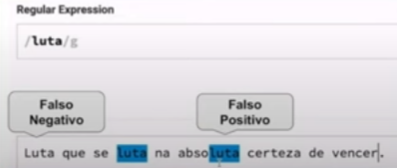 Regular Expression
/luta/g
Falso
Negativo
Falso
Positivo
Luta que se luta na absoluta certeza de vencer.